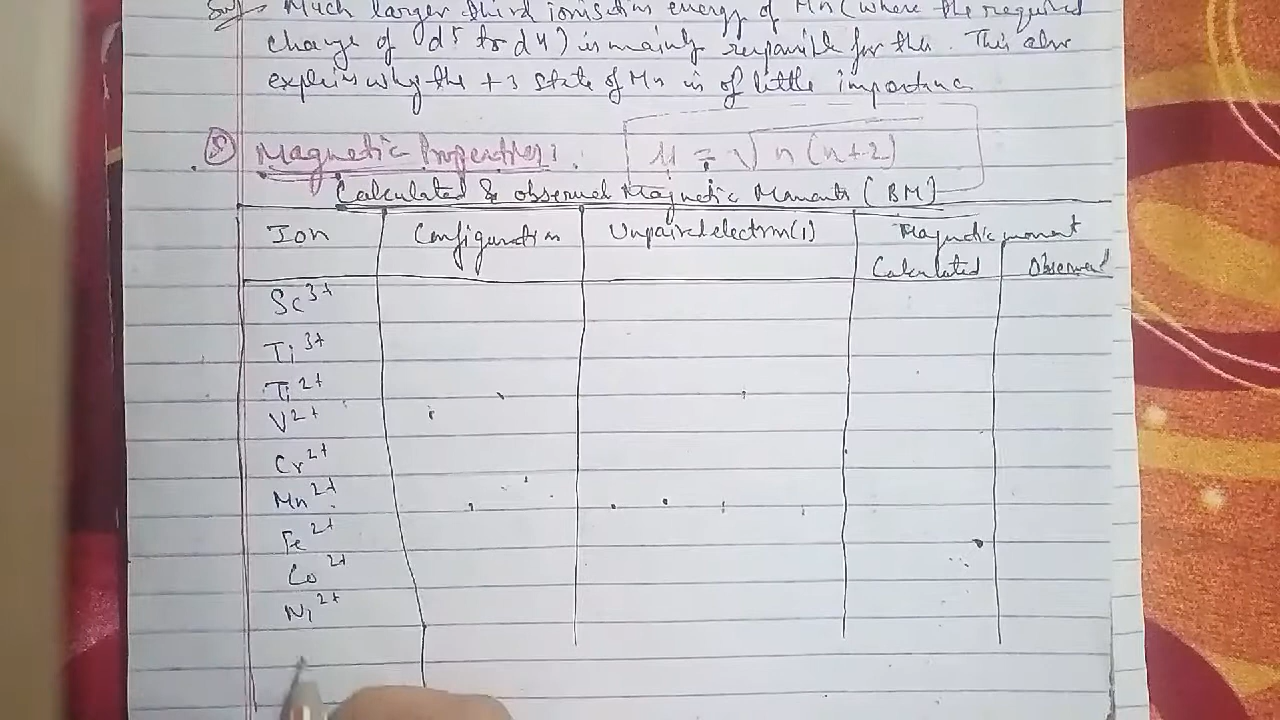 Sol Much larger third ionisation energy of Mn (where the required
change of d5 to d4) is mainly responsible for this. This also
explains why the +3 state of Mn is of little importance
8 Magnetic Properties:
μ = √n(n+2)
Calculated & observed Magnetic Moments (BM)
Ion Configuration Unpaired electron(s) Magnetic moment
Calculated Observed
Sc3+
Ti3+
Ti2+
V2+
Cr2+
Mn2+
Fe2+
Co2+
Ni2+